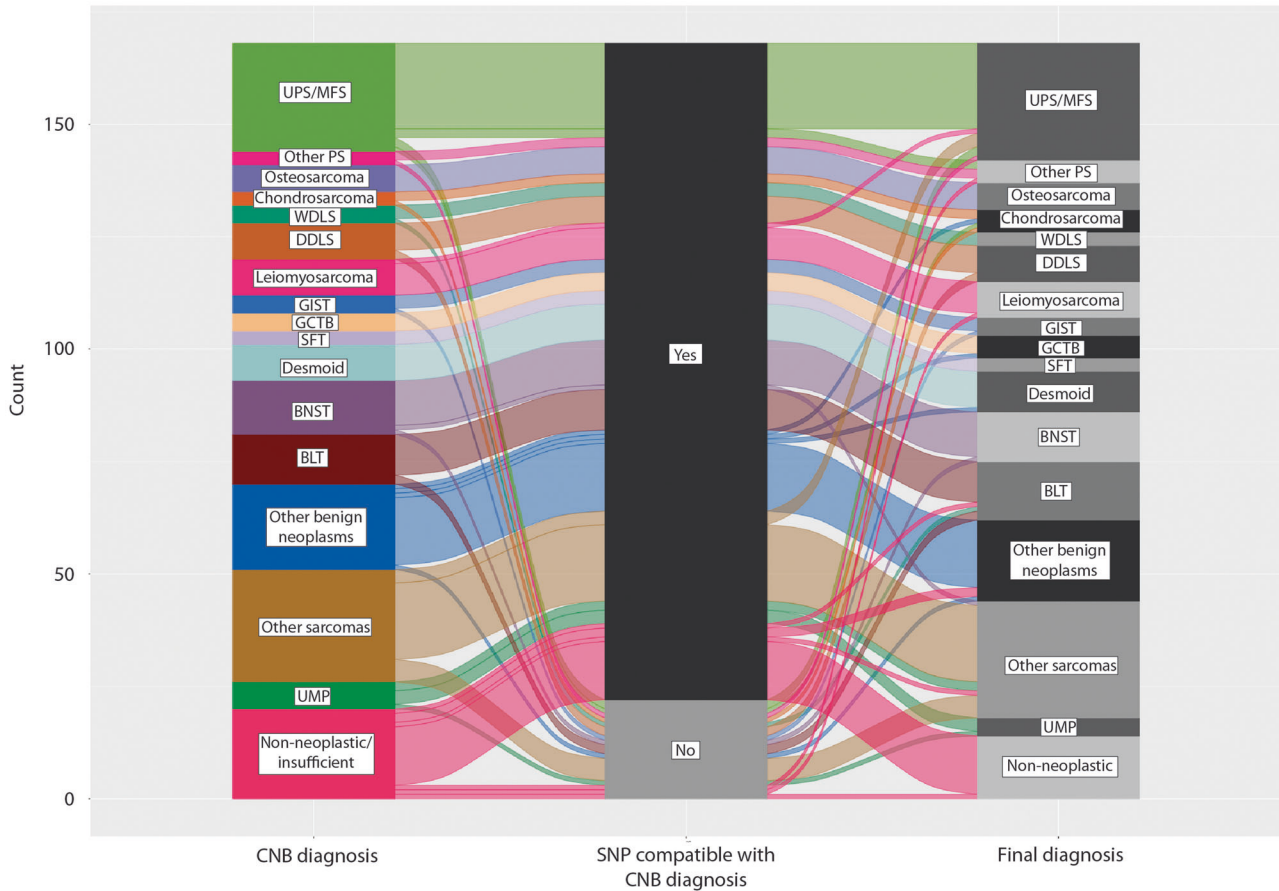 150
100
50
0
Count
UPS/MFS
Other PS
Osteosarcoma
Chondrosarcoma
WDLS
DDLS
Leiomyosarcoma
GIST
GCTB
SFT
Desmoid
BNST
BLT
Other benign
neoplasms
Other sarcomas
UMP
Non-neoplastic/
insufficient
Yes
No
UPS/MFS
Other PS
Osteosarcoma
Chondrosarcoma
WDLS
DDLS
Leiomyosarcoma
GIST
GCTB
SFT
Desmoid
BNST
BLT
Other benign
neoplasms
Other sarcomas
UMP
Non-neoplastic
CNB diagnosis
SNP compatible with
CNB diagnosis
Final diagnosis